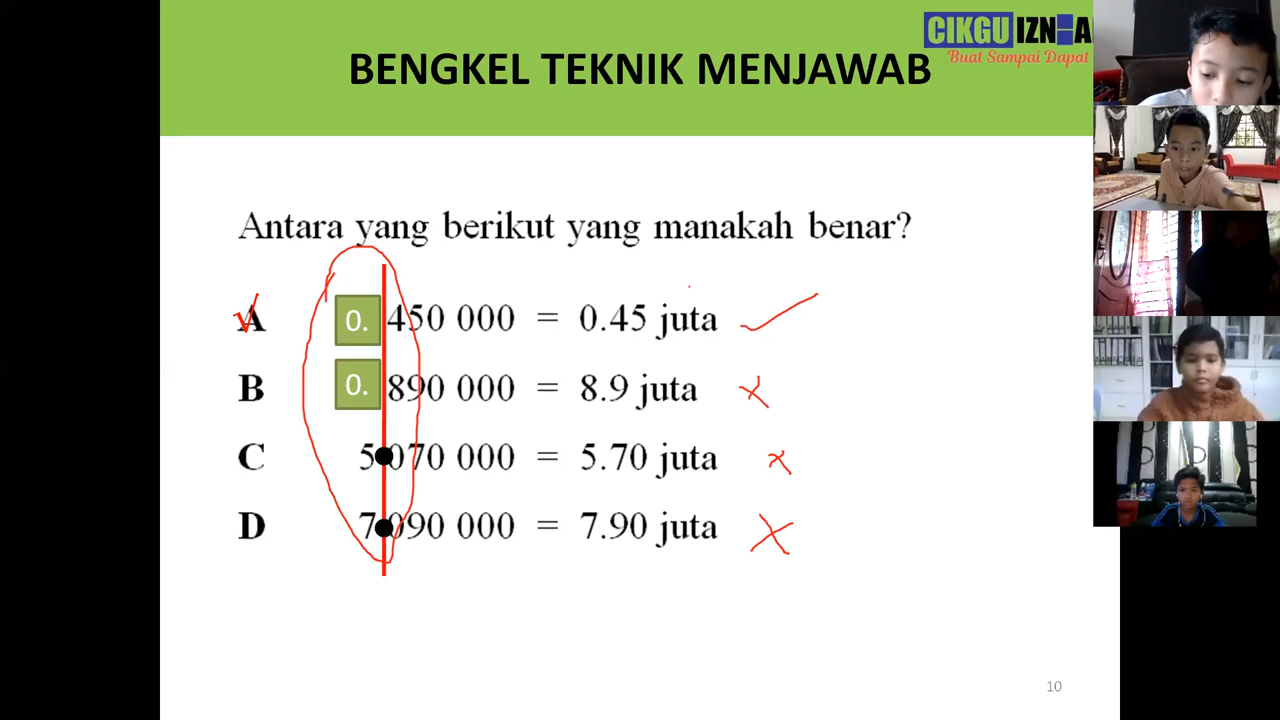 CIKGU IZNIA
Buat Sampai Dapat
BENGKEL TEKNIK MENJAWAB
Antara yang berikut yang manakah benar?
A 0. 450 000 = 0.45 juta
B 0. 890 000 = 8.9 juta
C 5•070 000 = 5.70 juta
D 7•090 000 = 7.90 juta
10